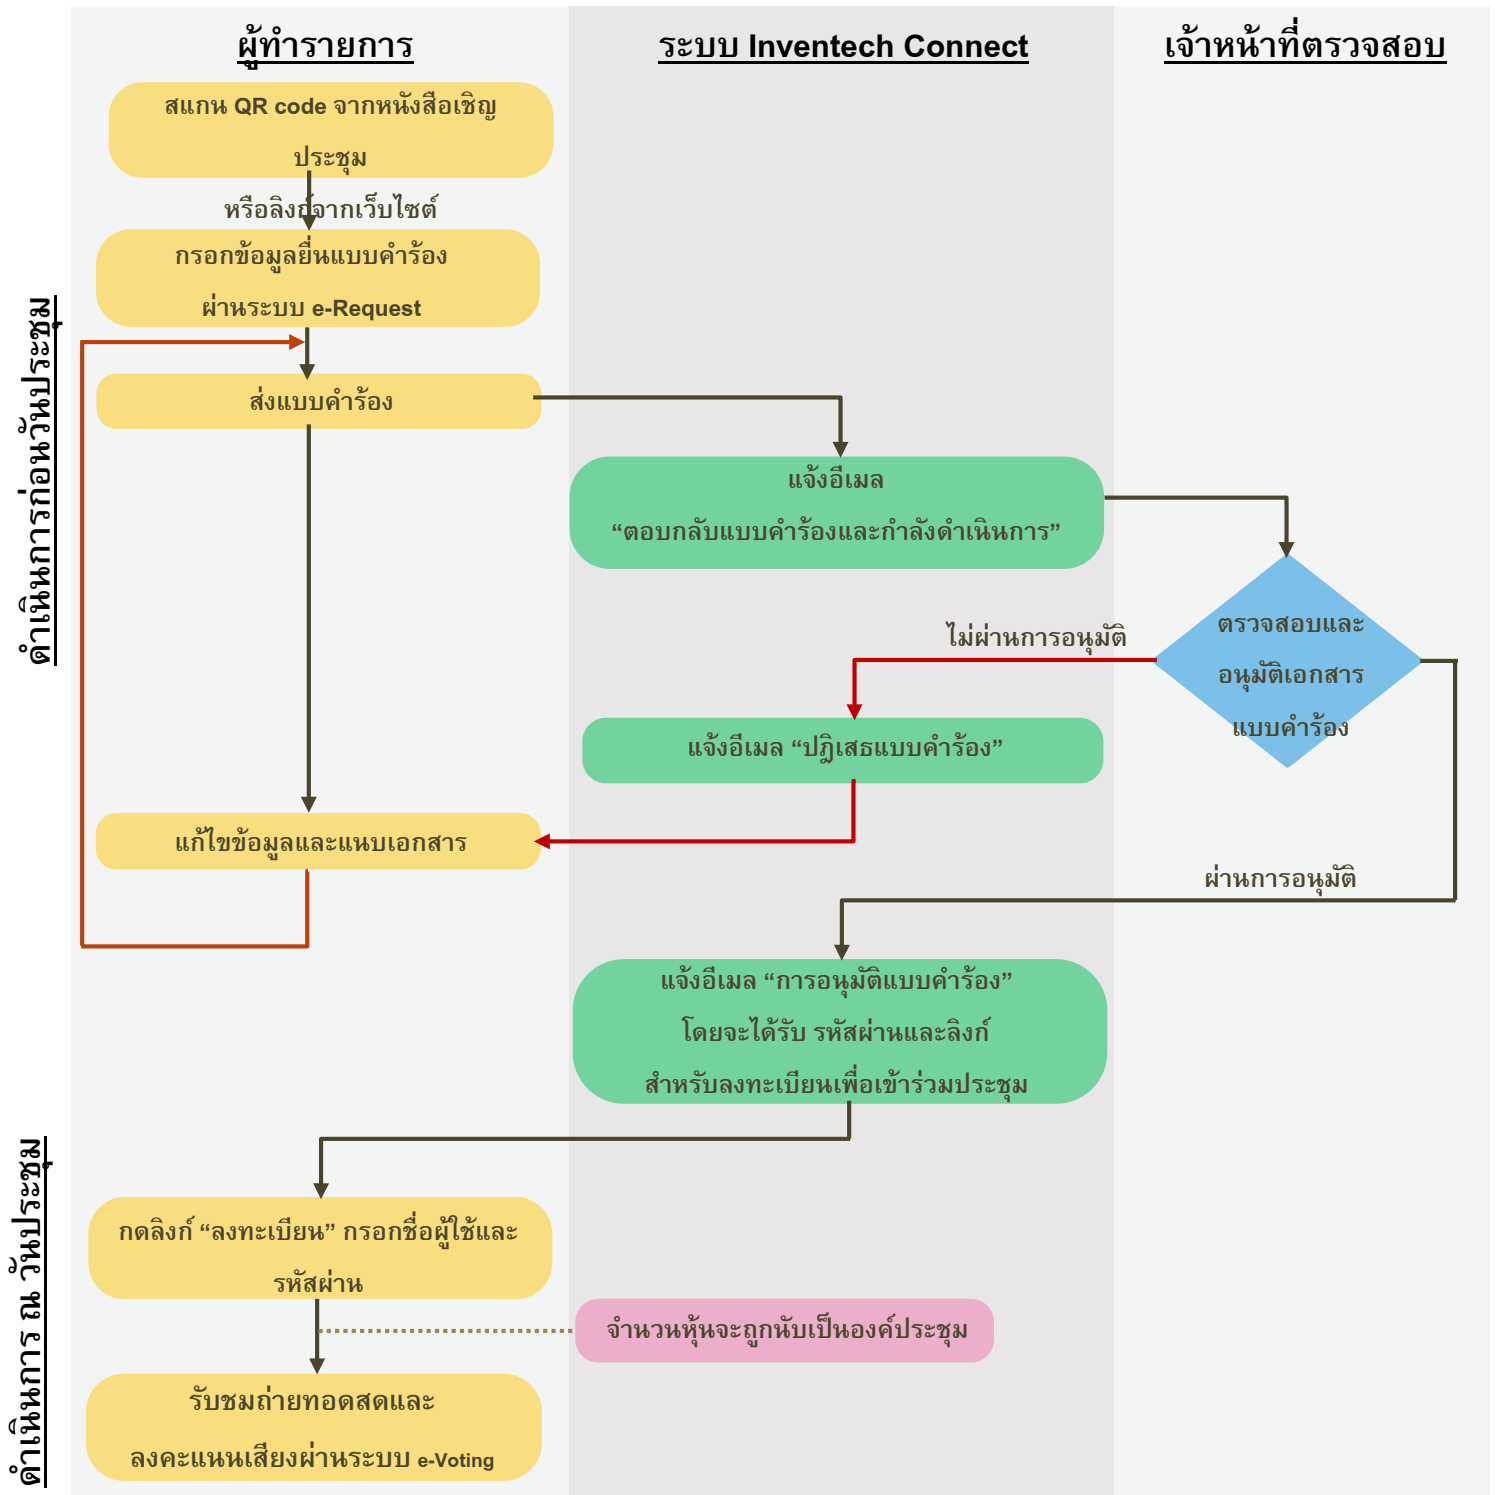 ผู้ทำรายการ
ระบบ Inventech Connect
เจ้าหน้าที่ตรวจสอบ
ดำเนินการก่อนวันประชุม
สแกน QR code จากหนังสือเชิญ
ประชุม
หรือลิงก์จากเว็บไซต์
กรอกข้อมูลยื่นแบบคำร้อง
ผ่านระบบ e-Request
ส่งแบบคำร้อง
แจ้งอีเมล
“ตอบกลับแบบคำร้องและกำลังดำเนินการ”
ตรวจสอบและ
อนุมัติเอกสาร
แบบคำร้อง
ไม่ผ่านการอนุมัติ
แจ้งอีเมล “ปฏิเสธแบบคำร้อง”
แก้ไขข้อมูลและแนบเอกสาร
ผ่านการอนุมัติ
แจ้งอีเมล “การอนุมัติแบบคำร้อง”
โดยจะได้รับ รหัสผ่านและลิงก์
สำหรับลงทะเบียนเพื่อเข้าร่วมประชุม
ดำเนินการ ณ วันประชุม
กดลิงก์ “ลงทะเบียน” กรอกชื่อผู้ใช้และ
รหัสผ่าน
จำนวนหุ้นจะถูกนับเป็นองค์ประชุม
รับชมถ่ายทอดสดและ
ลงคะแนนเสียงผ่านระบบ e-Voting